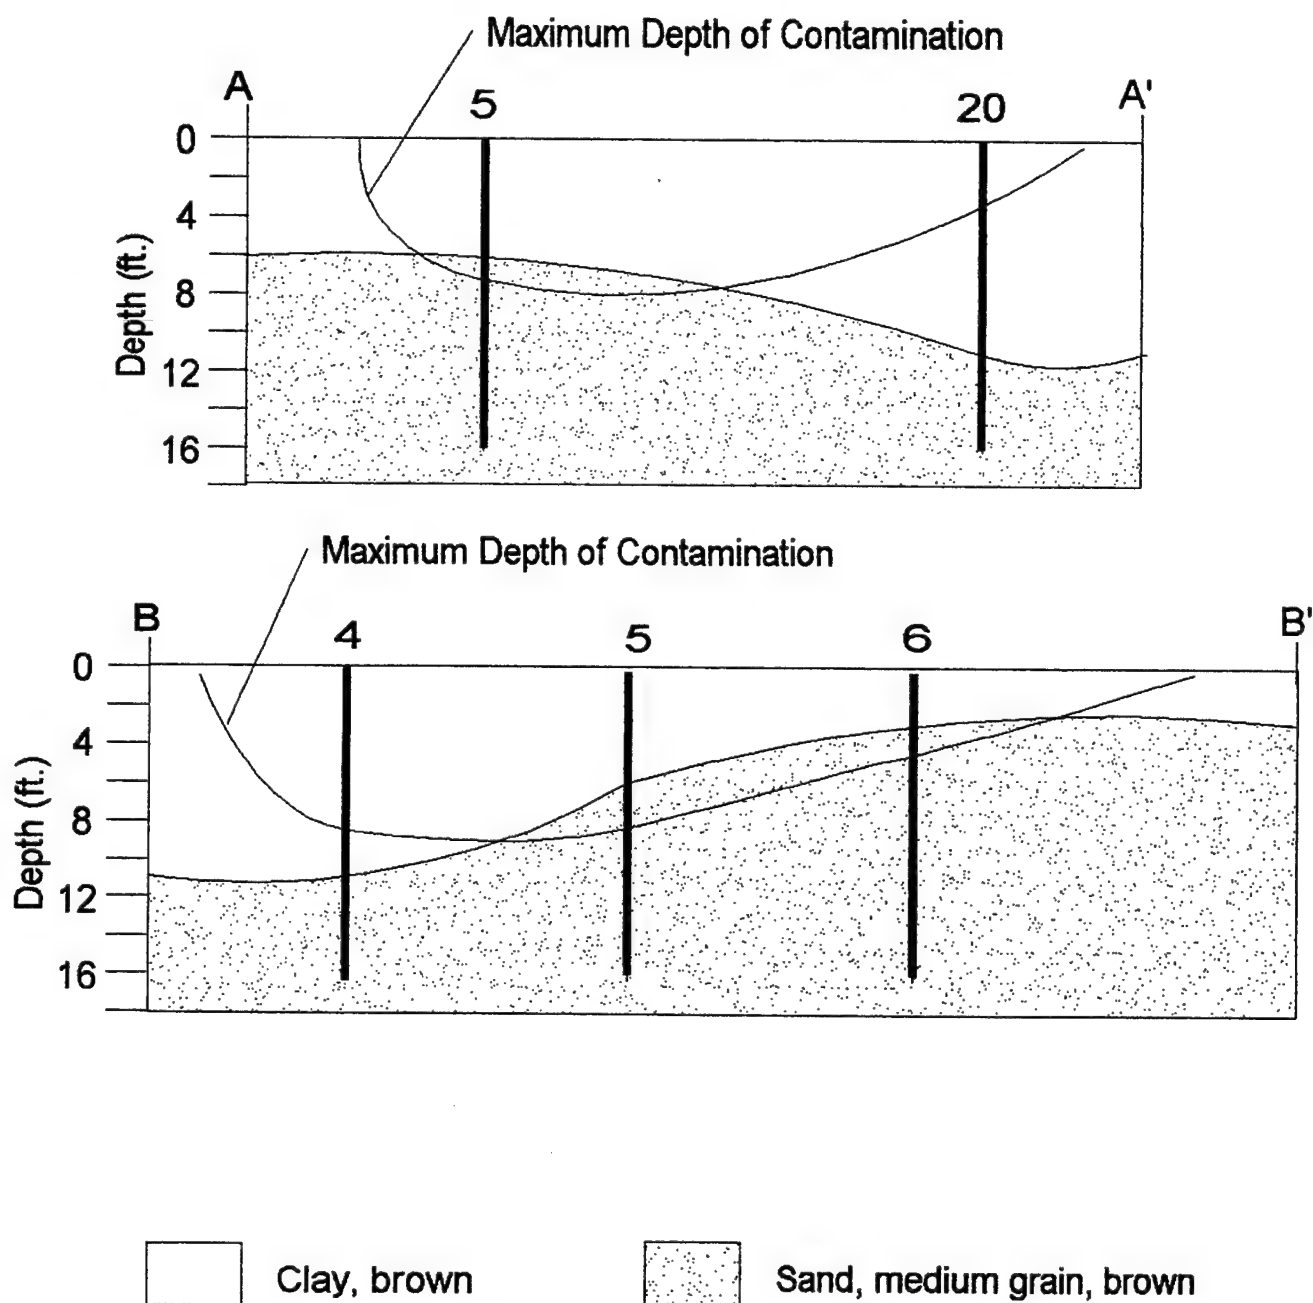 Maximum Depth of Contamination
A 5 20 A'
0
4
8
12
16
Depth (ft.)
Maximum Depth of Contamination
B 4 5 6 B'
0
4
8
12
16
Depth (ft.)
Clay, brown
Sand, medium grain, brown